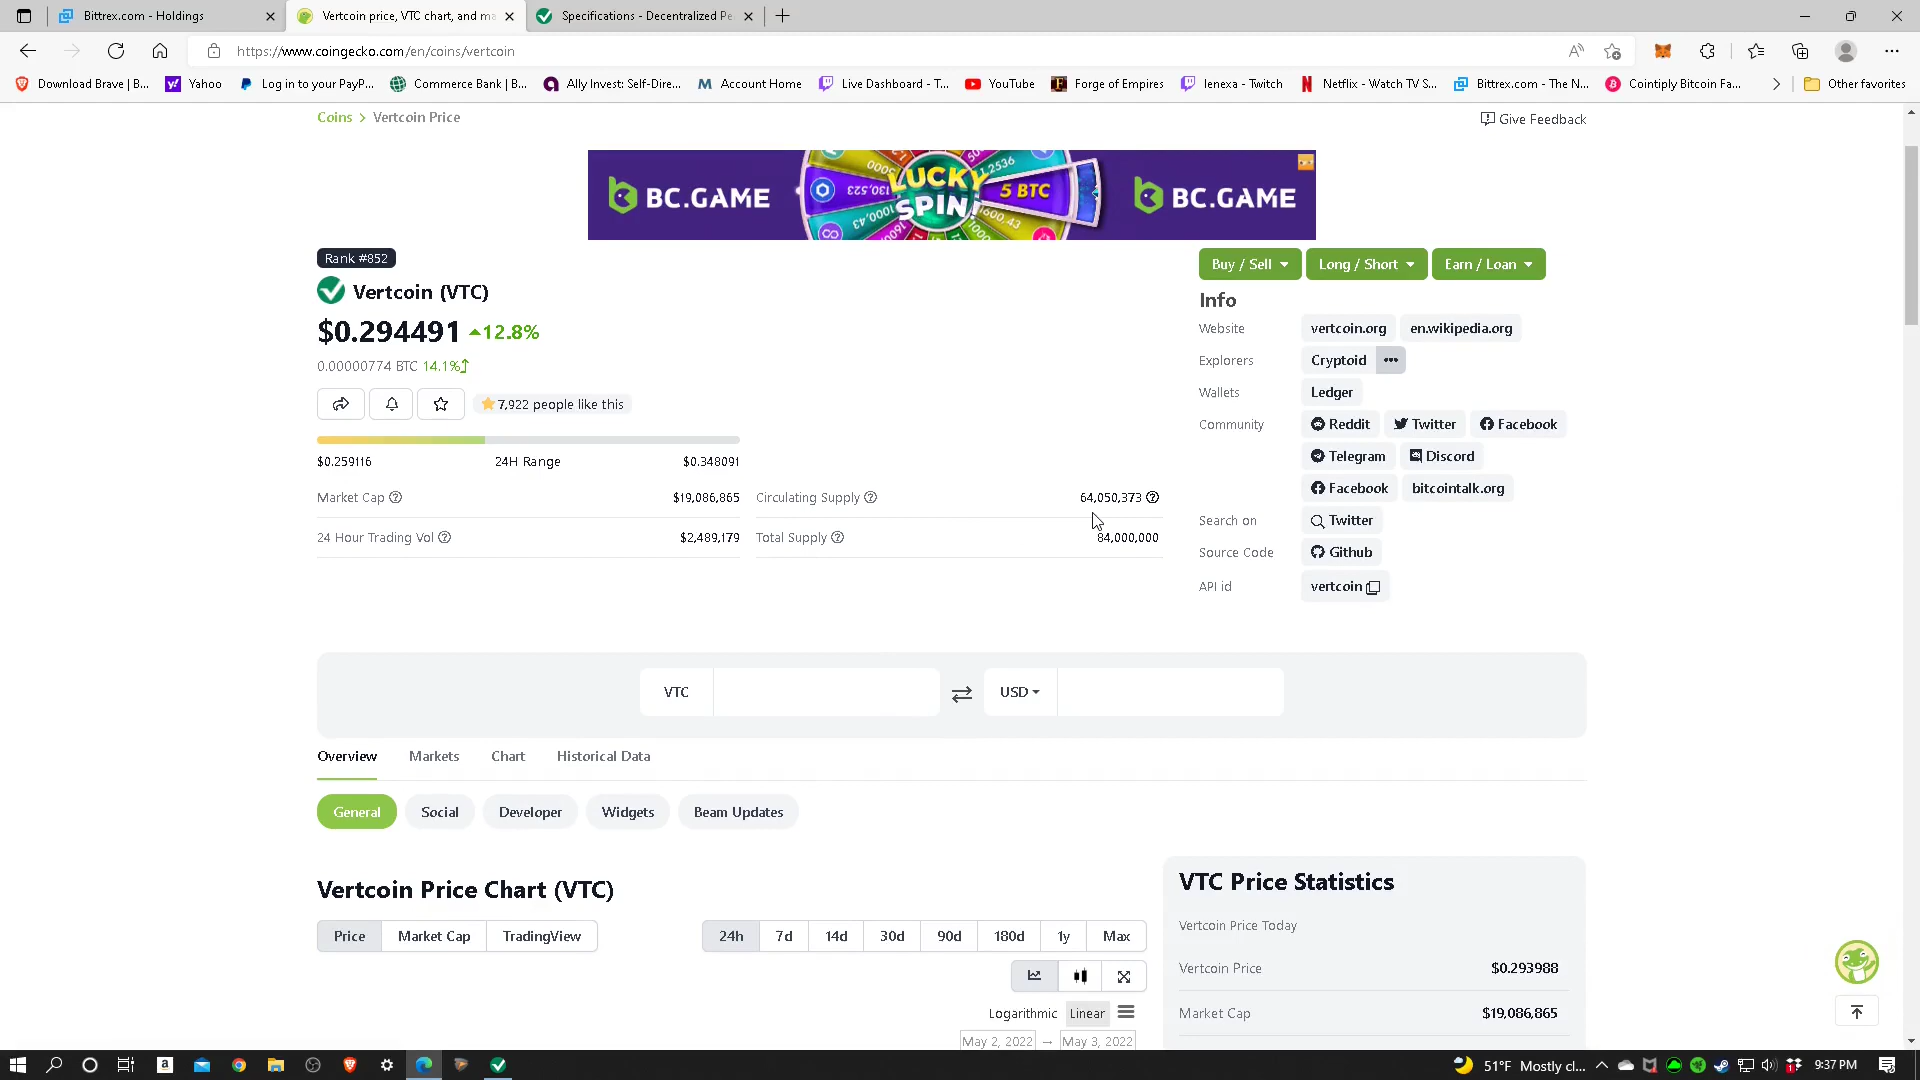 Bittrex.com - Holdings
Vertcoin price, VTC chart, and ma
Specifications - Decentralized Pe
https://www.coingecko.com/en/coins/vertcoin
Download Brave | B...
Yahoo
Log in to your PayP...
Commerce Bank | B...
Ally Invest: Self-Dire...
Account Home
Live Dashboard - T...
YouTube
Forge of Empires
lenexa - Twitch
Netflix - Watch TV S...
Bittrex.com - The N...
Cointiply Bitcoin Fa...
Other favorites
Coins > Vertcoin Price
Give Feedback
BC.GAME
LUCKY
SPIN!
5 BTC
BC.GAME
Rank #852
Vertcoin (VTC)
$0.294491 12.8%
0.00000774 BTC 14.1%
7,922 people like this
$0.259116 24H Range $0.348091
Market Cap $19,086,865
Circulating Supply 64,050,373
24 Hour Trading Vol $2,489,179
Total Supply 84,000,000
Buy / Sell
Long / Short
Earn / Loan
Info
Website vertcoin.org en.wikipedia.org
Explorers Cryptoid •••
Wallets Ledger
Community Reddit Twitter Facebook
Telegram Discord
Facebook bitcointalk.org
Search on Twitter
Source Code Github
API id vertcoin
VTC
USD
Overview Markets Chart Historical Data
General Social Developer Widgets Beam Updates
Vertcoin Price Chart (VTC)
Price Market Cap TradingView
24h 7d 14d 30d 90d 180d 1y Max
Logarithmic Linear
May 2, 2022 → May 3, 2022
VTC Price Statistics
Vertcoin Price Today
Vertcoin Price $0.293988
Market Cap $19,086,865
51°F Mostly cl...
9:37 PM